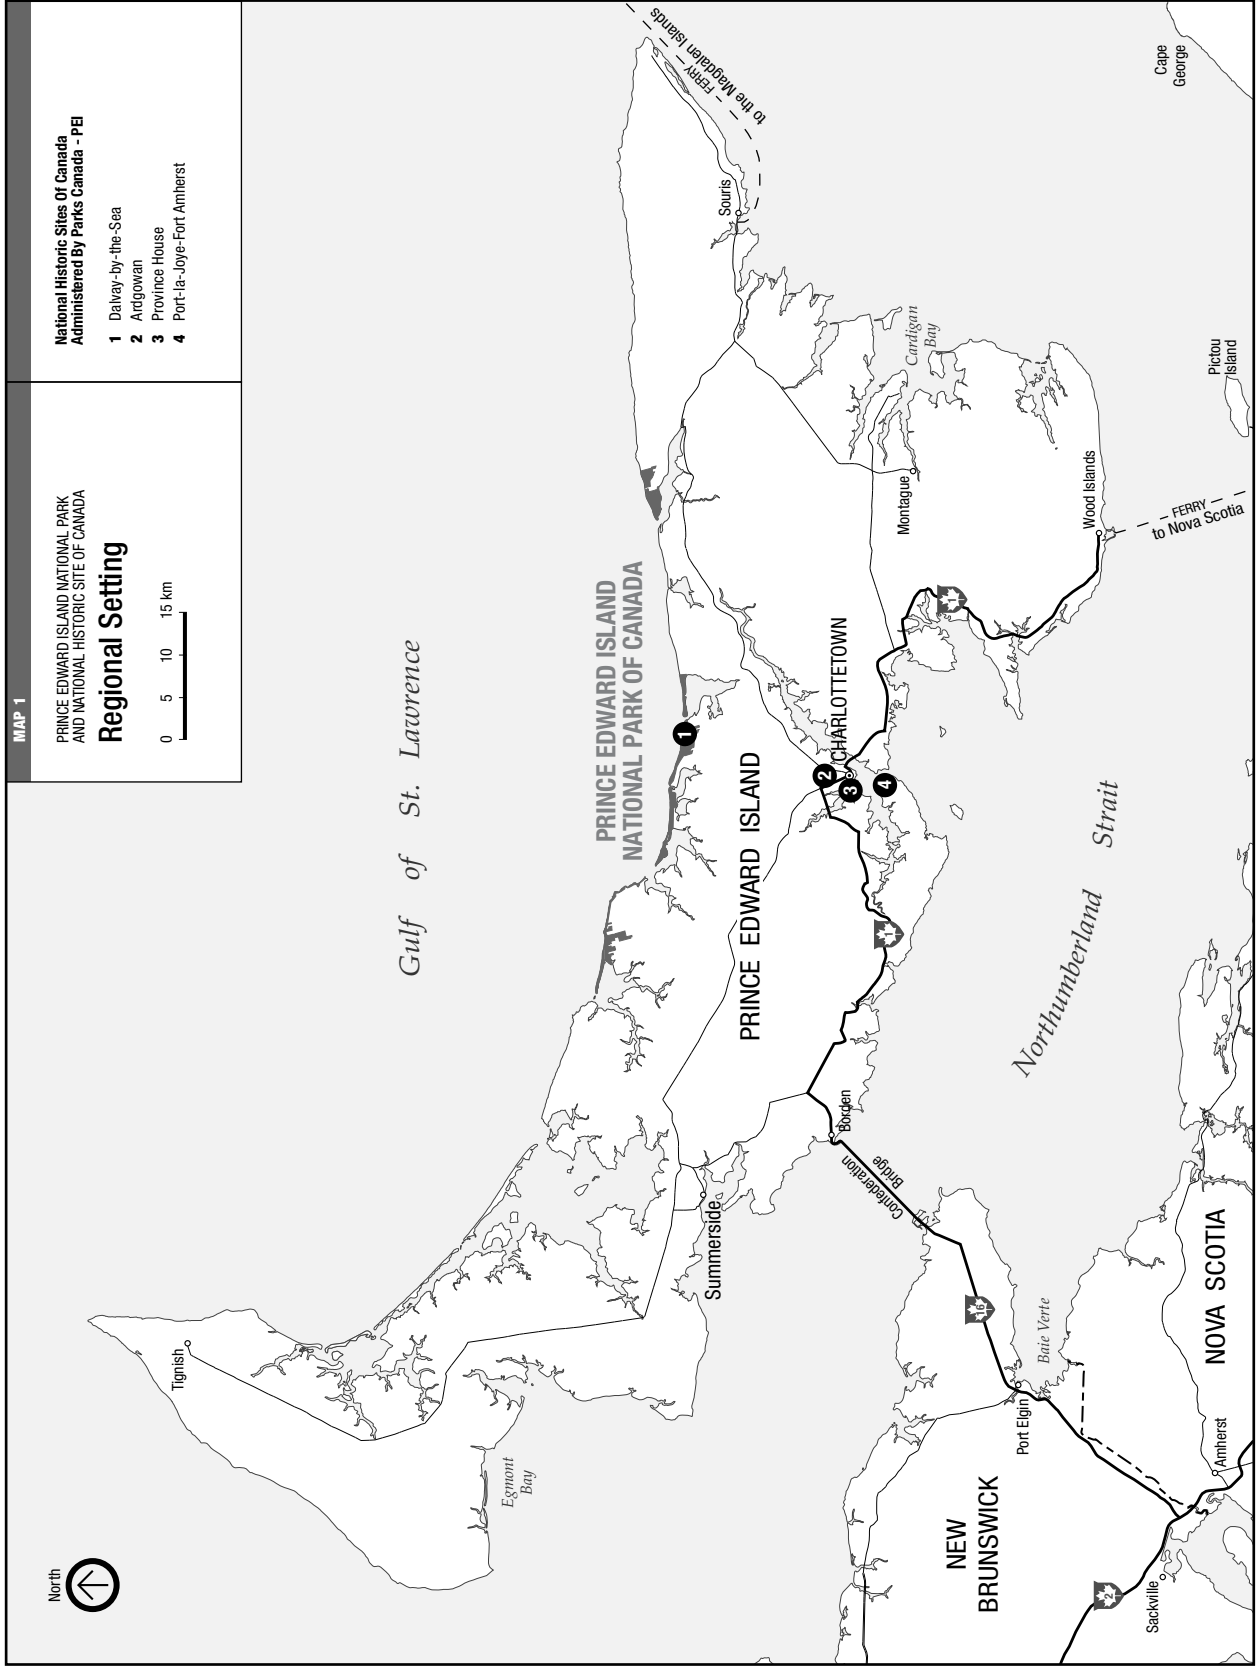 MAP 1
PRINCE EDWARD ISLAND NATIONAL PARK
AND NATIONAL HISTORIC SITE OF CANADA
Regional Setting
0 5 10 15 km
National Historic Sites Of Canada
Administered By Parks Canada - PEI
1 Dalvay-by-the-Sea
2 Ardgowan
3 Province House
4 Port-la-Joye-Fort Amherst
North
Tignish
Gulf of St. Lawrence
Egmont
Bay
PRINCE EDWARD ISLAND
NATIONAL PARK OF CANADA
1
FERRY
to the Magdalen Islands
Souris
Summerside
PRINCE EDWARD ISLAND
2
CHARLOTTETOWN
3
4
Cardigan
Bay
Montague
1
1
Borden
Confederation
Bridge
Wood Islands
FERRY
to Nova Scotia
Northumberland Strait
Cape
George
Pictou
Island
NEW
BRUNSWICK
16
Port Elgin
Baie Verte
2
Sackville
Amherst
NOVA SCOTIA